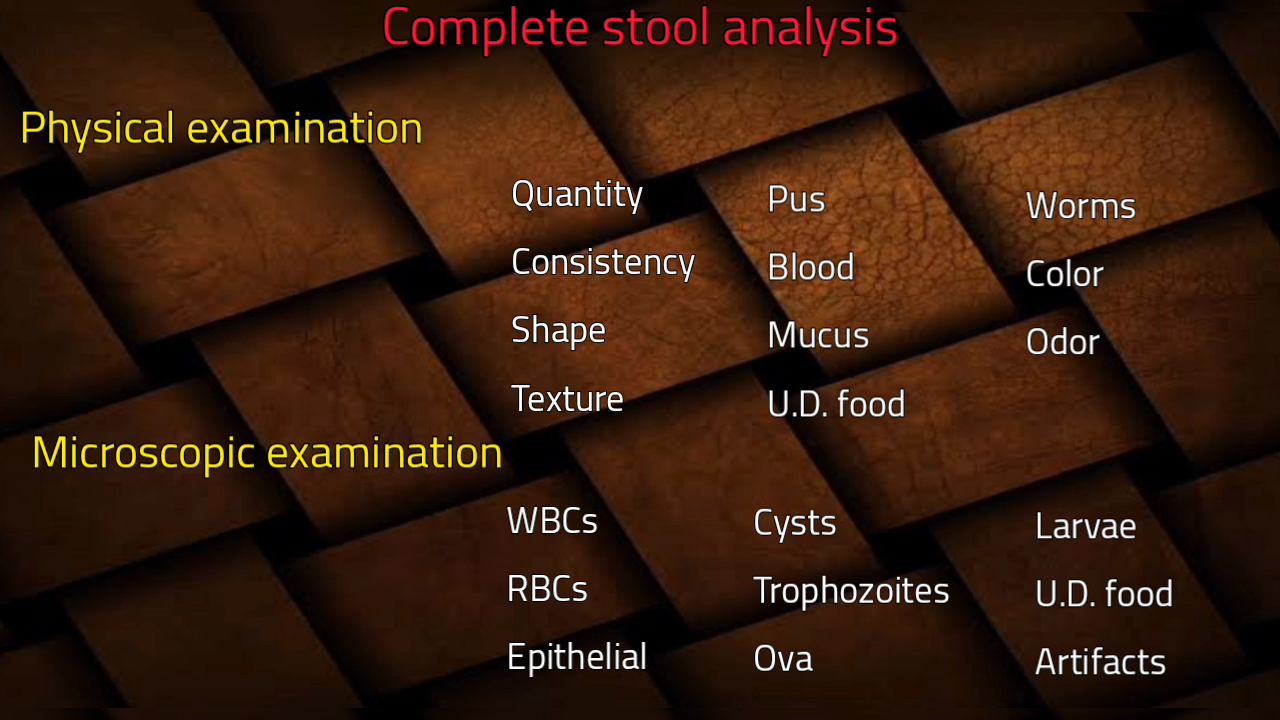 Complete stool analysis
Physical examination
Quantity
Consistency
Shape
Texture
Pus
Blood
Mucus
U.D. food
Worms
Color
Odor
Microscopic examination
WBCs
RBCs
Epithelial
Cysts
Trophozoites
Ova
Larvae
U.D. food
Artifacts